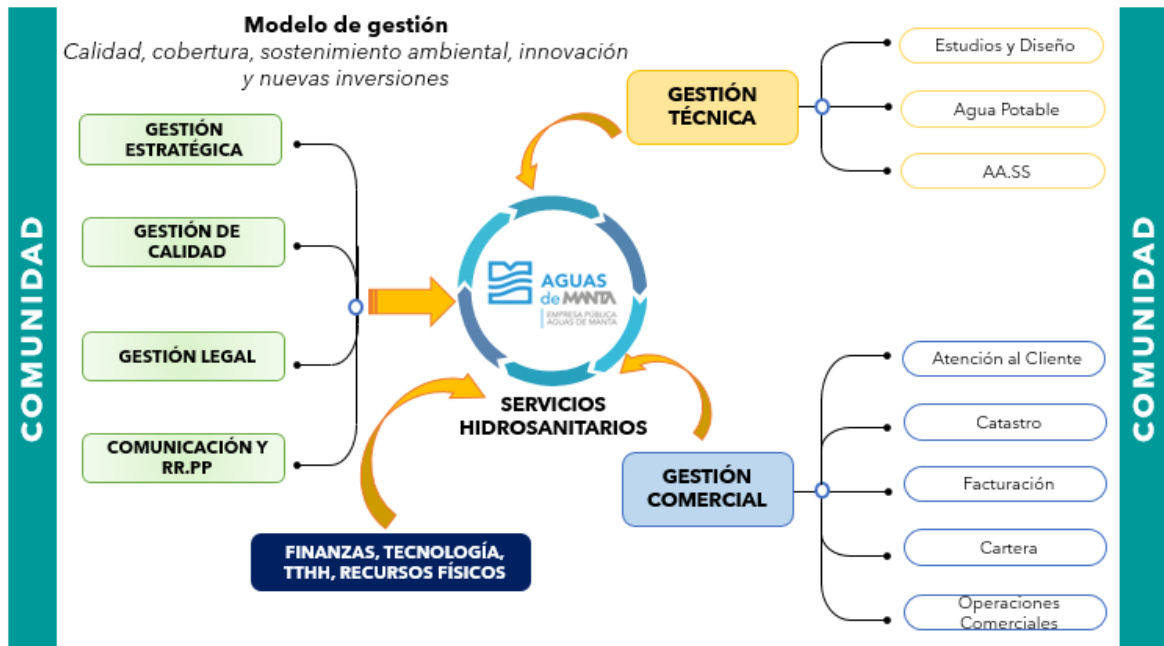 COMUNIDAD
Modelo de gestión
Calidad, cobertura, sostenimiento ambiental, innovación
y nuevas inversiones
GESTIÓN
ESTRATÉGICA
GESTIÓN DE
CALIDAD
GESTIÓN LEGAL
COMUNICACIÓN Y
RR.PP
AGUAS
de MANTA
EMPRESA PÚBLICA
AGUAS DE MANTA
SERVICIOS
HIDROSANITARIOS
FINANZAS, TECNOLOGÍA,
TTHH, RECURSOS FÍSICOS
GESTIÓN
TÉCNICA
Estudios y Diseño
Agua Potable
AA.SS
GESTIÓN
COMERCIAL
Atención al Cliente
Catastro
Facturación
Cartera
Operaciones
Comerciales
COMUNIDAD